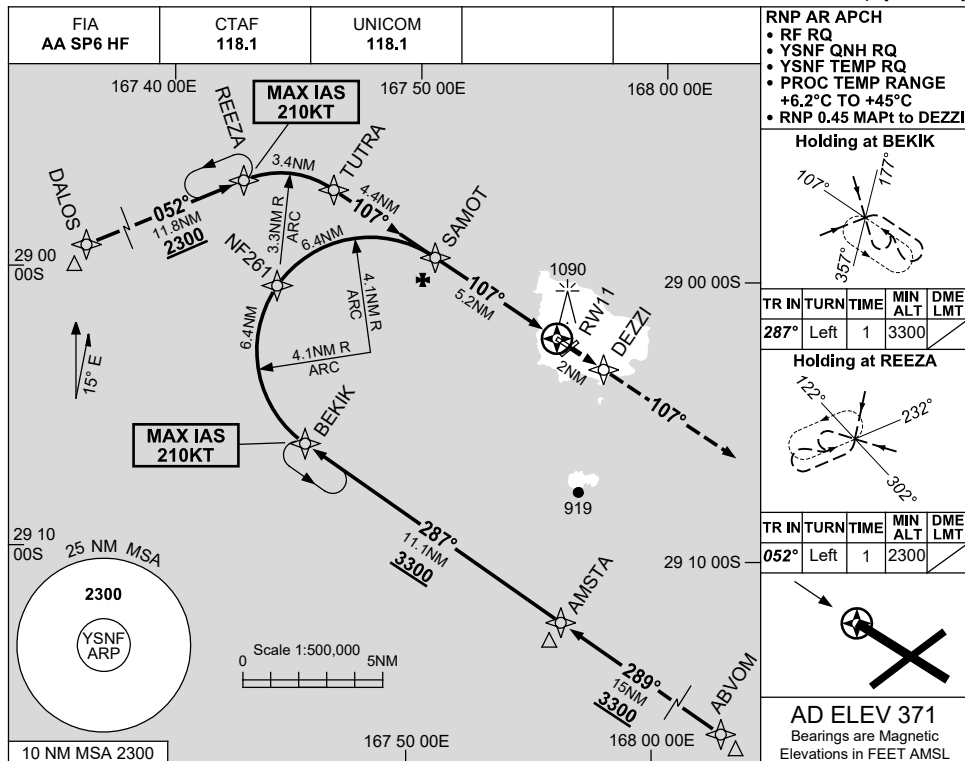 FIA
AA SP6 HF
CTAF
118.1
UNICOM
118.1
RNP AR APCH
• RF RQ
• YSNF QNH RQ
• YSNF TEMP RQ
• PROC TEMP RANGE
+6.2°C TO +45°C
• RNP 0.45 MAPt to DEZZI
167 40 00E
167 50 00E
168 00 00E
MAX IAS
210KT
REEZA
3.4NM
TUTRA
DALOS
052°
11.8NM
2300
4.4NM
107°
SAMOT
3.3NM R
ARC
NF261
6.4NM
4.1NM R
ARC
29 00
00S
29 00 00S
107°
5.2NM
1090
RW11
DEZZI
2NM
107°
15° E
6.4NM
4.1NM R
ARC
BEKIK
MAX IAS
210KT
919
29 10
00S
29 10 00S
287°
11.1NM
3300
AMSTA
289°
15NM
3300
ABVOM
25 NM MSA
2300
YSNF
ARP
Scale 1:500,000
0
5NM
10 NM MSA 2300
167 50 00E
168 00 00E
Holding at BEKIK
107°
177°
357°
TR IN TURN TIME MIN ALT DME LMT
287° Left 1 3300
Holding at REEZA
122°
232°
302°
TR IN TURN TIME MIN ALT DME LMT
052° Left 1 2300
AD ELEV 371
Bearings are Magnetic
Elevations in FEET AMSL